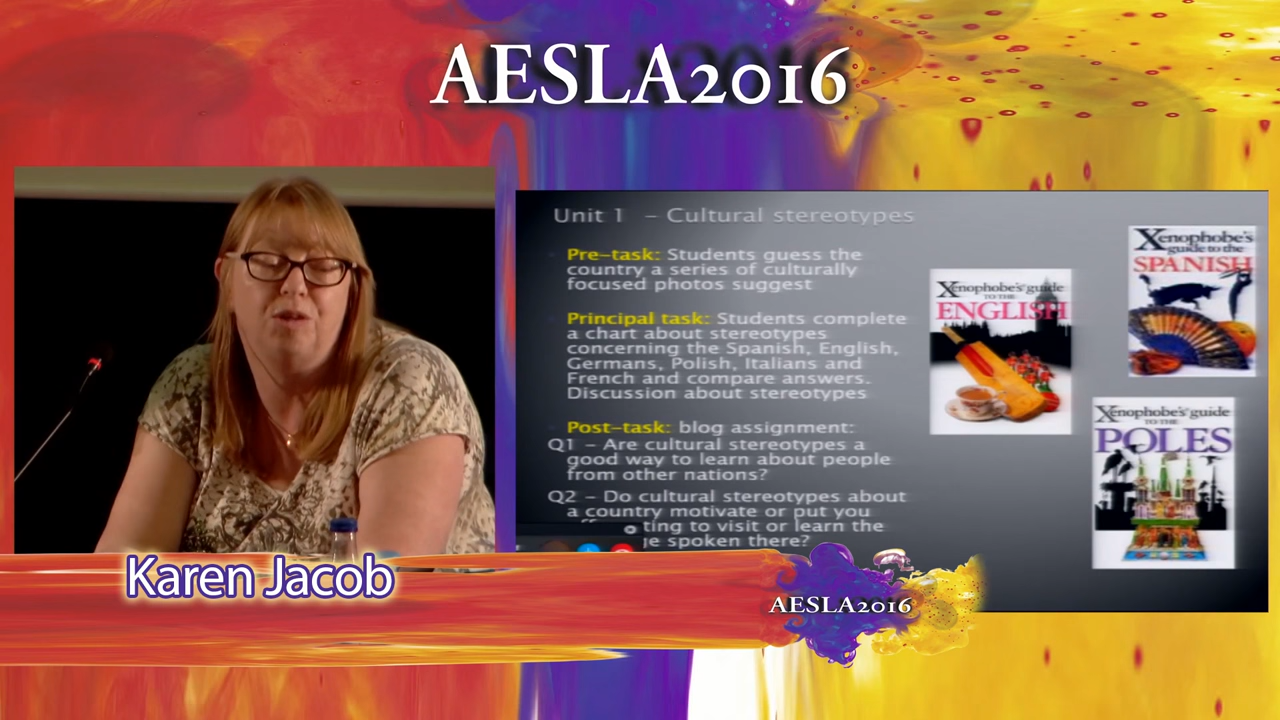 AESLA2016
Unit 1 – Cultural stereotypes
Pre-task: Students guess the
country a series of culturally
focused photos suggest
Principal task: Students complete
a chart about stereotypes
concerning the Spanish, English,
Germans, Polish, Italians and
French and compare answers.
Discussion about stereotypes
Post-task: blog assignment:
Q1 – Are cultural stereotypes a
good way to learn about people
from other nations?
Q2 – Do cultural stereotypes about
a country motivate or put you
ting to visit or learn the
spoken there?
Xenophobe's guide
TO THE
ENGLISH
Xenophobe's
guide to the
SPANISH
Xenophobe's guide
TO THE
POLES
Karen Jacob
AESLA2016